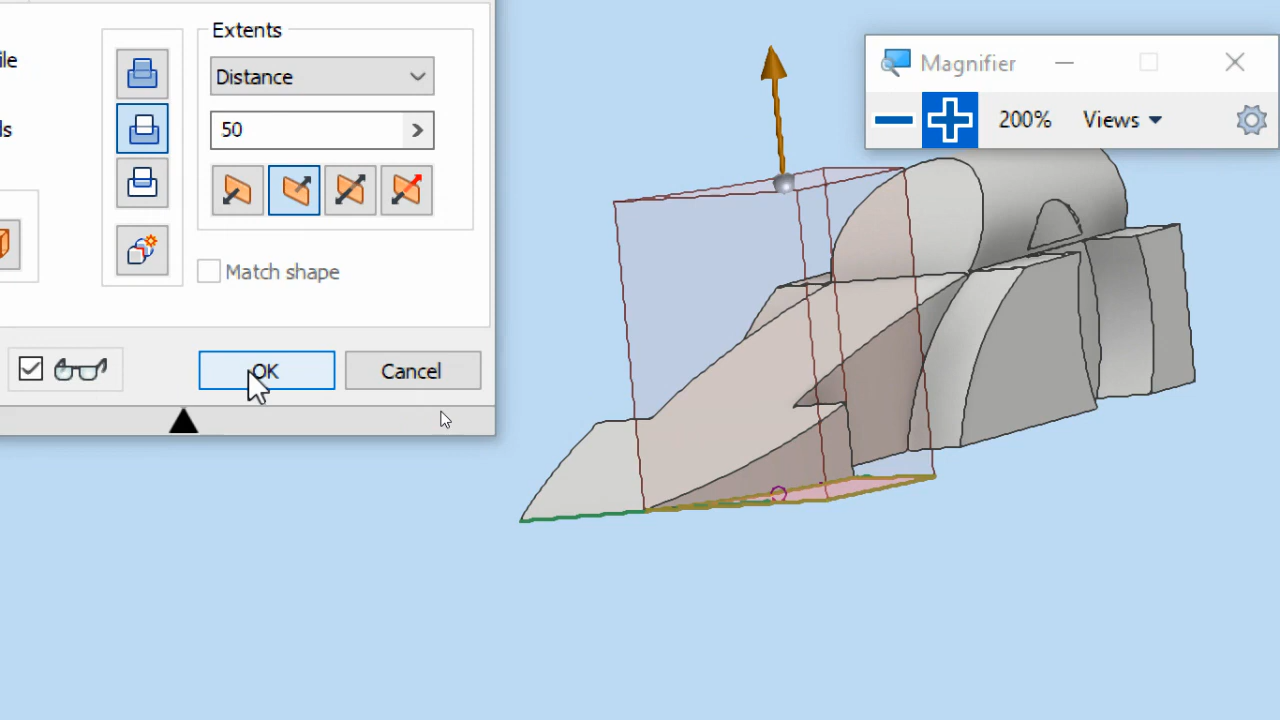 Extents
ile
Distance
ls
50
Match shape
OK
Cancel
Magnifier
200%
Views